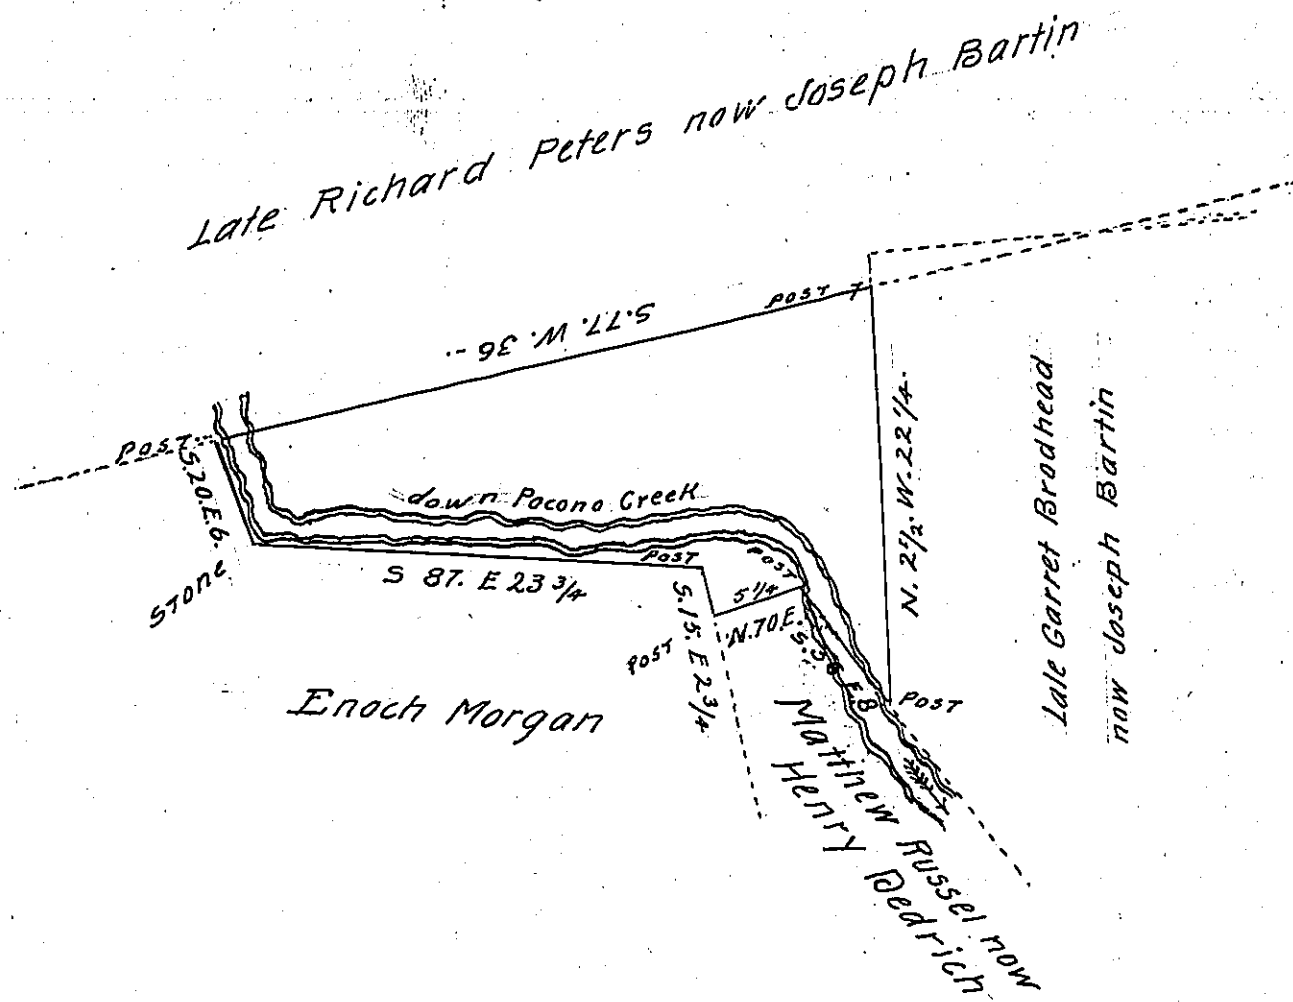 Late Richard Peters now Joseph Bartin
POST
S. 77. W. 36 -.
POST
S. 20. E. 6.
STONE
down Pocono Creek
S 87. E 23 3/4
POST
POST
5 1/4
N. 70 E.
S. 15. E 2 3/4
POST
S. 36 E. 8
POST
N. 2 1/2. W. 22 1/4.
Late Garret Brodhead
now Joseph Bartin
Enoch Morgan
Matthew Russel now
Henry Dedrich